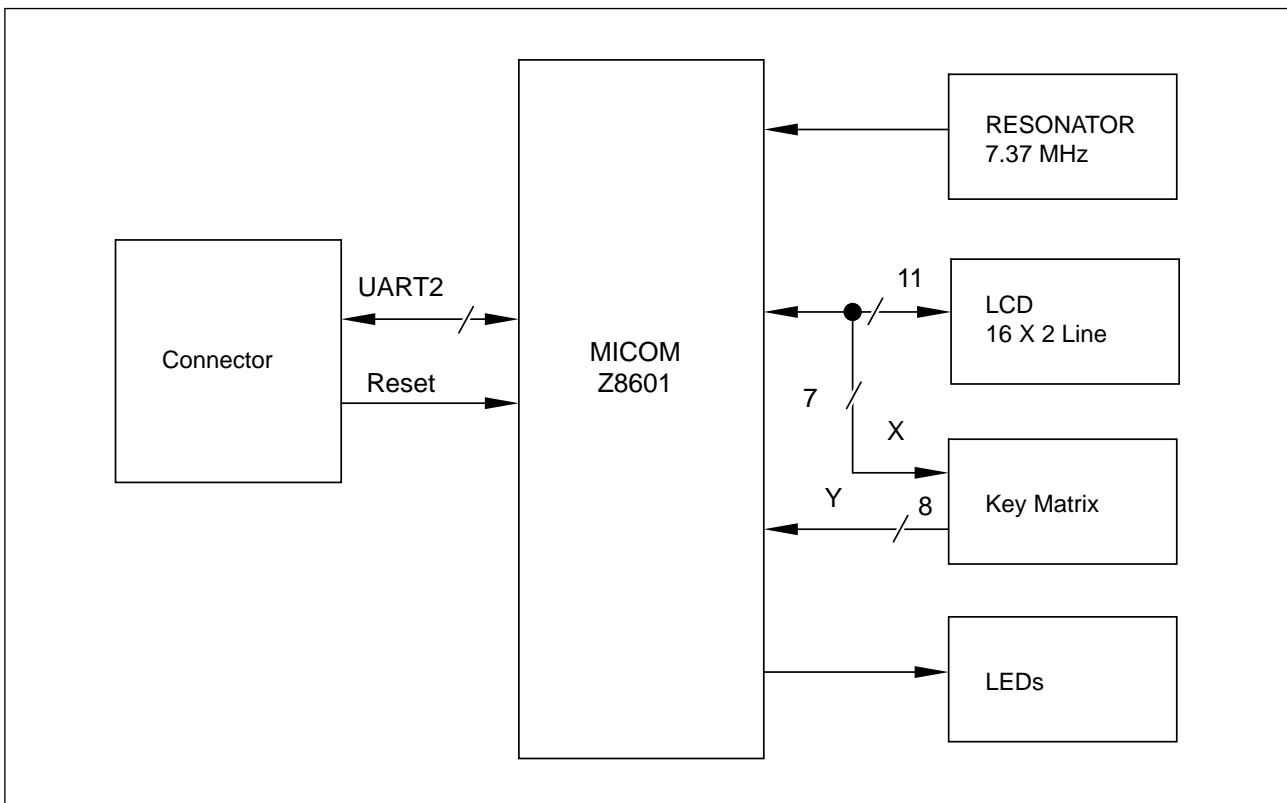 RESONATOR
7.37 MHz
UART2
11
LCD
16 X 2 Line
Connector
MICOM
Z8601
Reset
7
X
Y
8
Key Matrix
LEDs